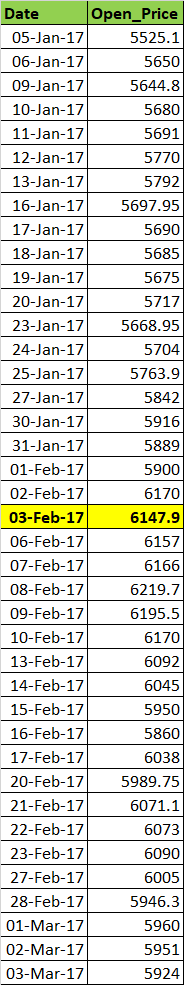 Date Open_Price
05-Jan-17 5525.1
06-Jan-17 5650
09-Jan-17 5644.8
10-Jan-17 5680
11-Jan-17 5691
12-Jan-17 5770
13-Jan-17 5792
16-Jan-17 5697.95
17-Jan-17 5690
18-Jan-17 5685
19-Jan-17 5675
20-Jan-17 5717
23-Jan-17 5668.95
24-Jan-17 5704
25-Jan-17 5763.9
27-Jan-17 5842
30-Jan-17 5916
31-Jan-17 5889
01-Feb-17 5900
02-Feb-17 6170
03-Feb-17 6147.9
06-Feb-17 6157
07-Feb-17 6166
08-Feb-17 6219.7
09-Feb-17 6195.5
10-Feb-17 6170
13-Feb-17 6092
14-Feb-17 6045
15-Feb-17 5950
16-Feb-17 5860
17-Feb-17 6038
20-Feb-17 5989.75
21-Feb-17 6071.1
22-Feb-17 6073
23-Feb-17 6090
27-Feb-17 6005
28-Feb-17 5946.3
01-Mar-17 5960
02-Mar-17 5951
03-Mar-17 5924